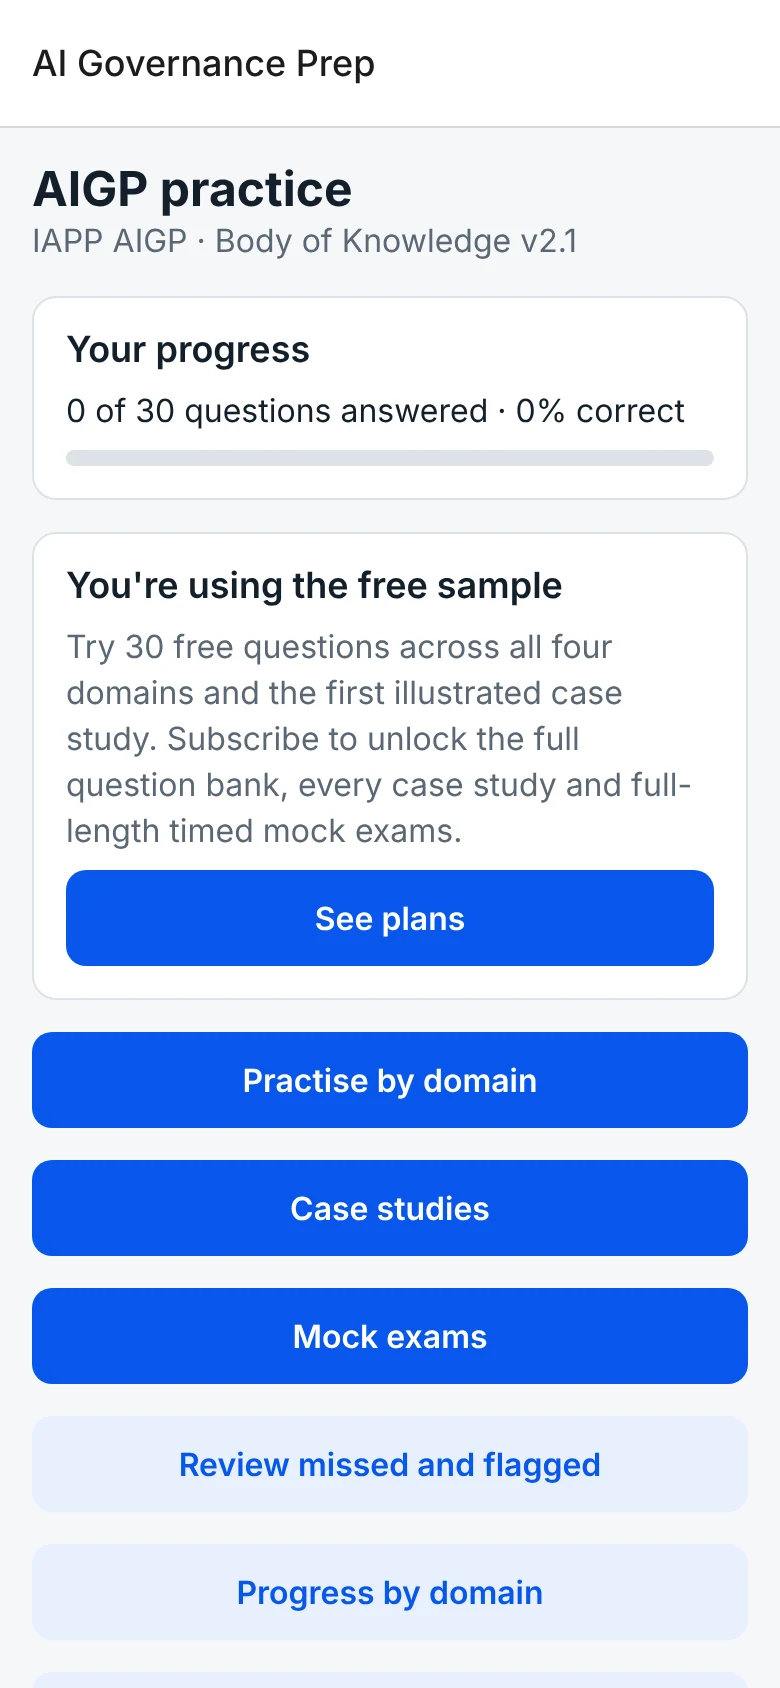 AI Governance Prep
AIGP practice
IAPP AIGP · Body of Knowledge v2.1
Your progress
0 of 30 questions answered · 0% correct
You're using the free sample
Try 30 free questions across all four
domains and the first illustrated case
study. Subscribe to unlock the full
question bank, every case study and full-
length timed mock exams.
See plans
Practise by domain
Case studies
Mock exams
Review missed and flagged
Progress by domain